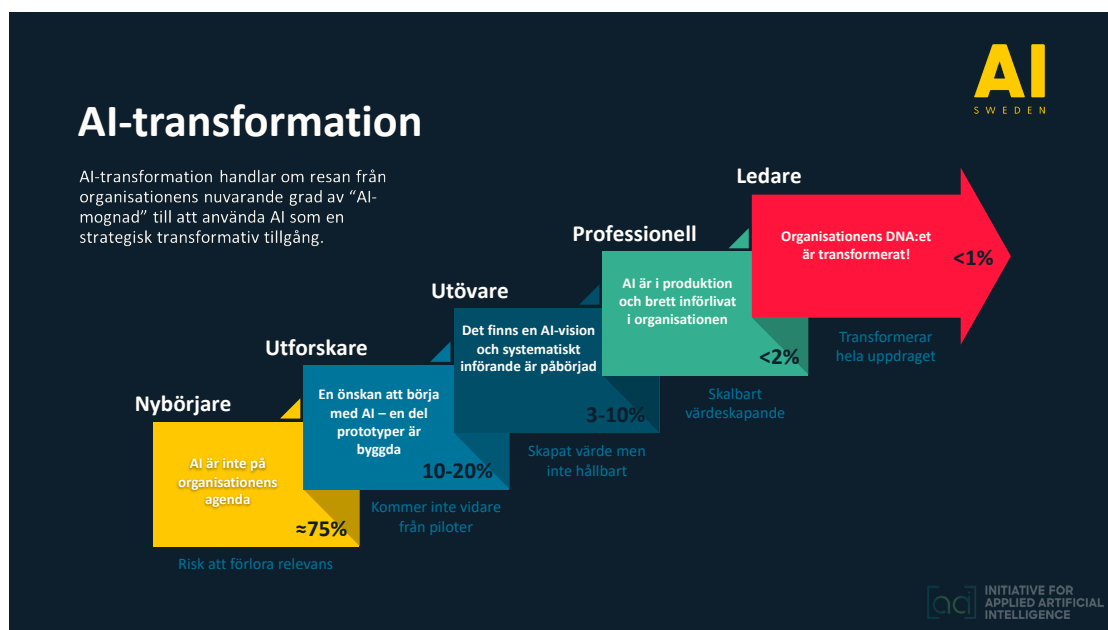 AI
SWEDEN
AI-transformation
AI-transformation handlar om resan från
organisationens nuvarande grad av “AI-
mognad” till att använda AI som en
strategisk transformativ tillgång.
Ledare
Organisationens DNA:et
är transformerat!
<1%
Transformerar
hela uppdraget
Professionell
AI är i produktion
och brett införlivat
i organisationen
<2%
Skalbart
värdeskapande
Utövare
Det finns en AI-vision
och systematiskt
införande är påbörjad
3-10%
Skapat värde men
inte hållbart
Utforskare
En önskan att börja
med AI – en del
prototyper är
byggda
10-20%
Kommer inte vidare
från piloter
Nybörjare
AI är inte på
organisationens
agenda
≈75%
Risk att förlora relevans
[aai]
INITIATIVE FOR
APPLIED ARTIFICIAL
INTELLIGENCE